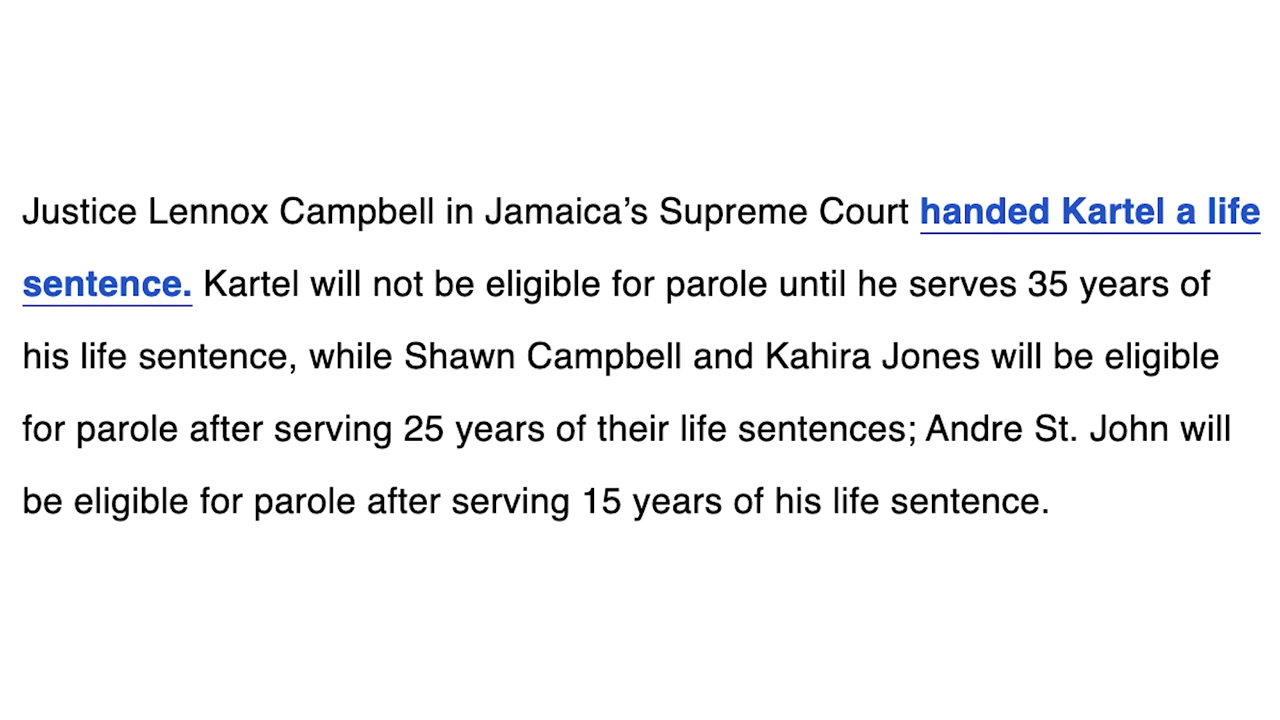 Justice Lennox Campbell in Jamaica’s Supreme Court handed Kartel a life
sentence. Kartel will not be eligible for parole until he serves 35 years of
his life sentence, while Shawn Campbell and Kahira Jones will be eligible
for parole after serving 25 years of their life sentences; Andre St. John will
be eligible for parole after serving 15 years of his life sentence.